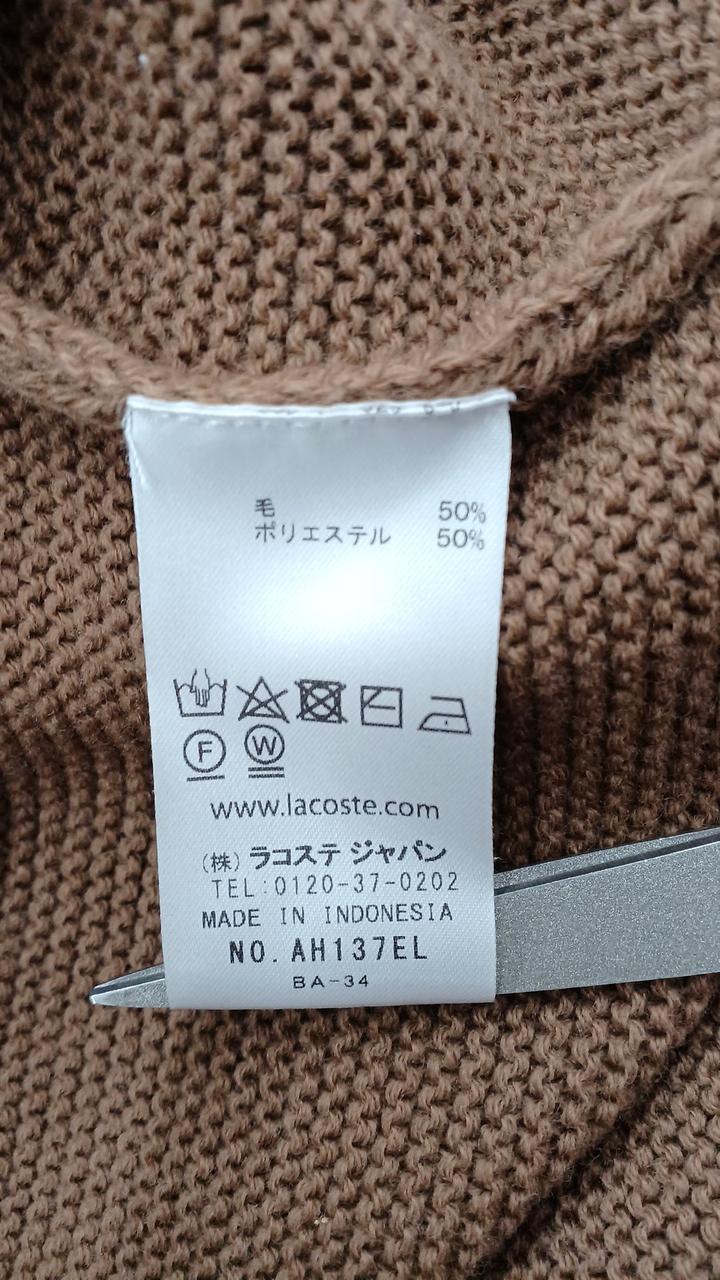 毛 50%
ポリエステル 50%
F W
www.lacoste.com
(株) ラコステ ジャパン
TEL:0120-37-0202
MADE IN INDONESIA
NO. AH137EL
BA-34